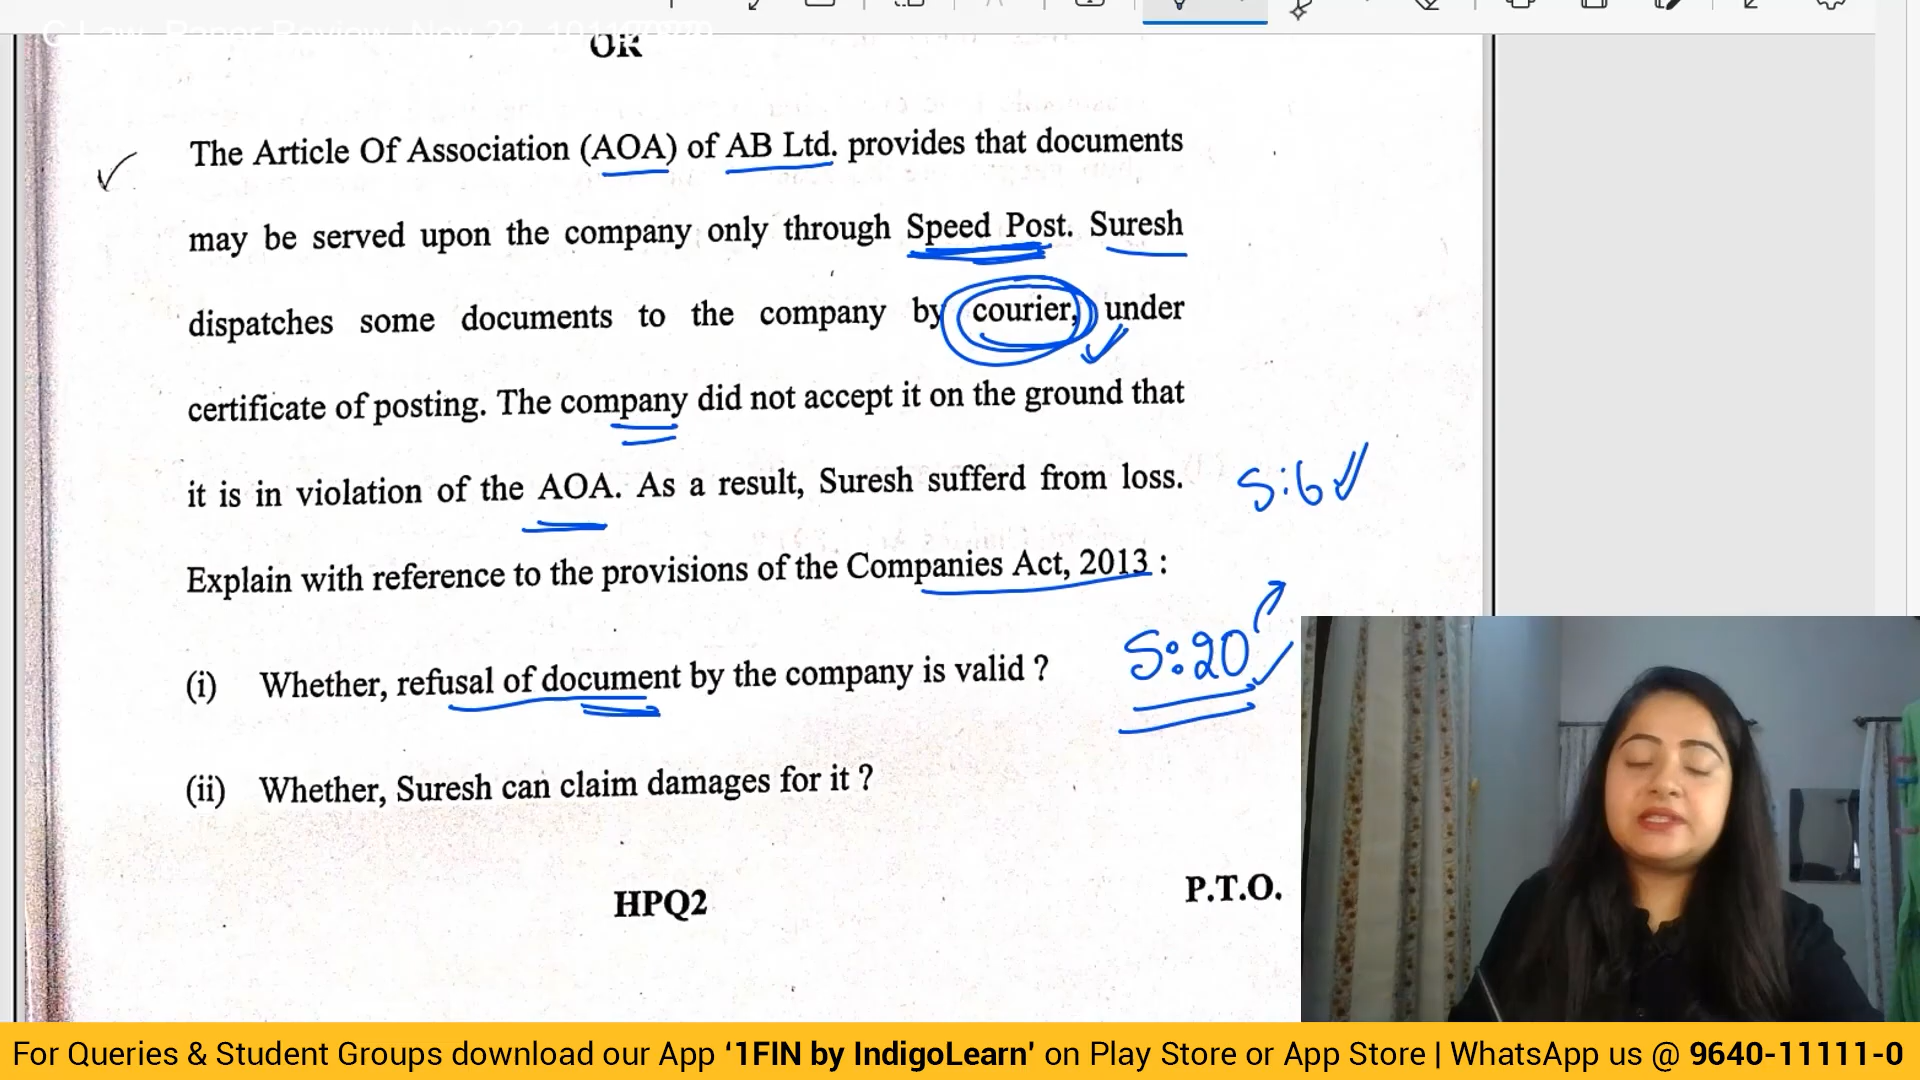 OR
The Article Of Association (AOA) of AB Ltd. provides that documents
may be served upon the company only through Speed Post. Suresh
dispatches some documents to the company by courier, under
certificate of posting. The company did not accept it on the ground that
it is in violation of the AOA. As a result, Suresh sufferd from loss.
S:6
Explain with reference to the provisions of the Companies Act, 2013 :
S:20
(i) Whether, refusal of document by the company is valid ?
(ii) Whether, Suresh can claim damages for it ?
HPQ2
P.T.O.
For Queries & Student Groups download our App ‘1FIN by IndigoLearn' on Play Store or App Store | WhatsApp us @ 9640-11111-0